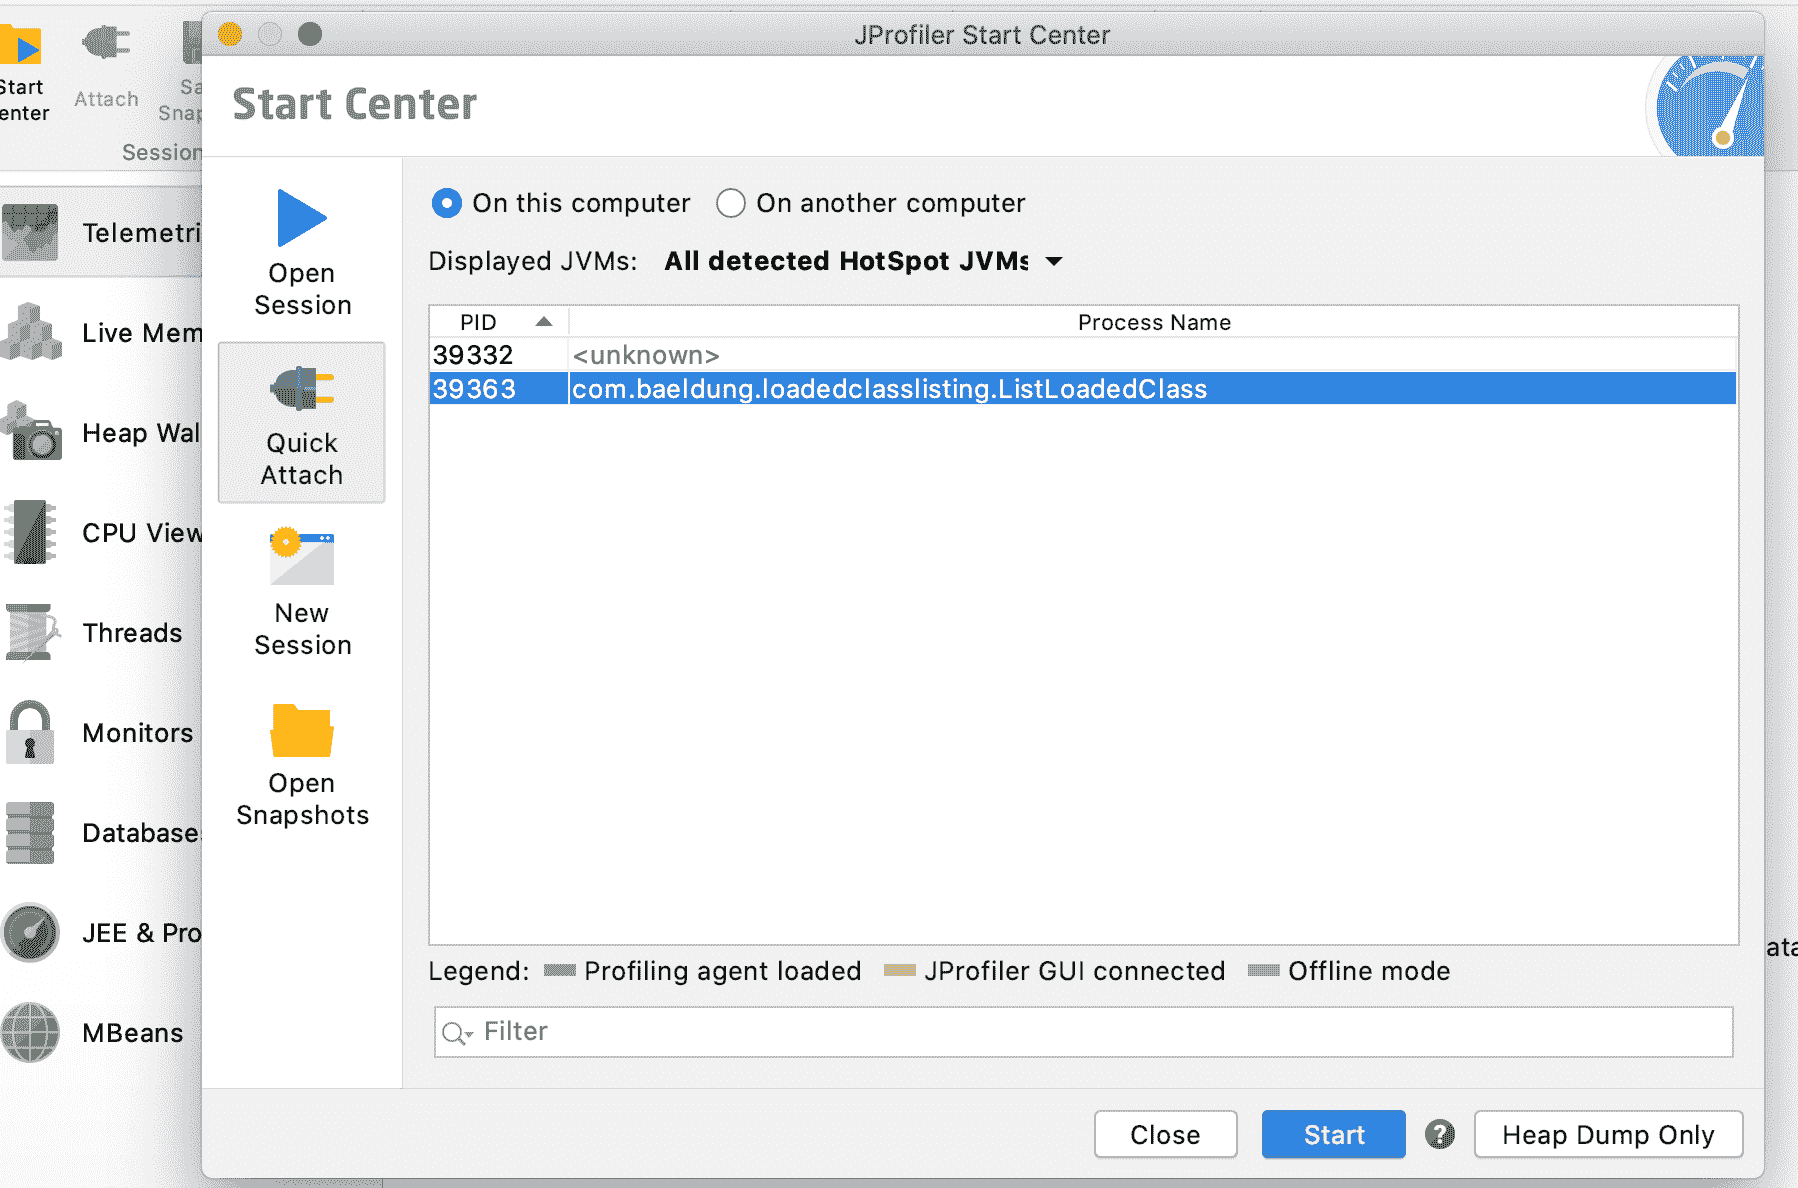 JProfiler Start Center
Start Center
Start
enter
Attach
Sa
Snap
Session
Telemetri
Live Mem
Heap Wal
CPU View
Threads
Monitors
Databases
JEE & Pro
MBeans
Open
Session
Quick
Attach
New
Session
Open
Snapshots
On this computer On another computer
Displayed JVMs: All detected HotSpot JVMs
PID Process Name
39332 <unknown>
39363 com.baeldung.loadedclasslisting.ListLoadedClass
Legend: Profiling agent loaded JProfiler GUI connected Offline mode
Filter
ata
Close Start ? Heap Dump Only